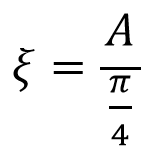 ξ = A / (π / 4)